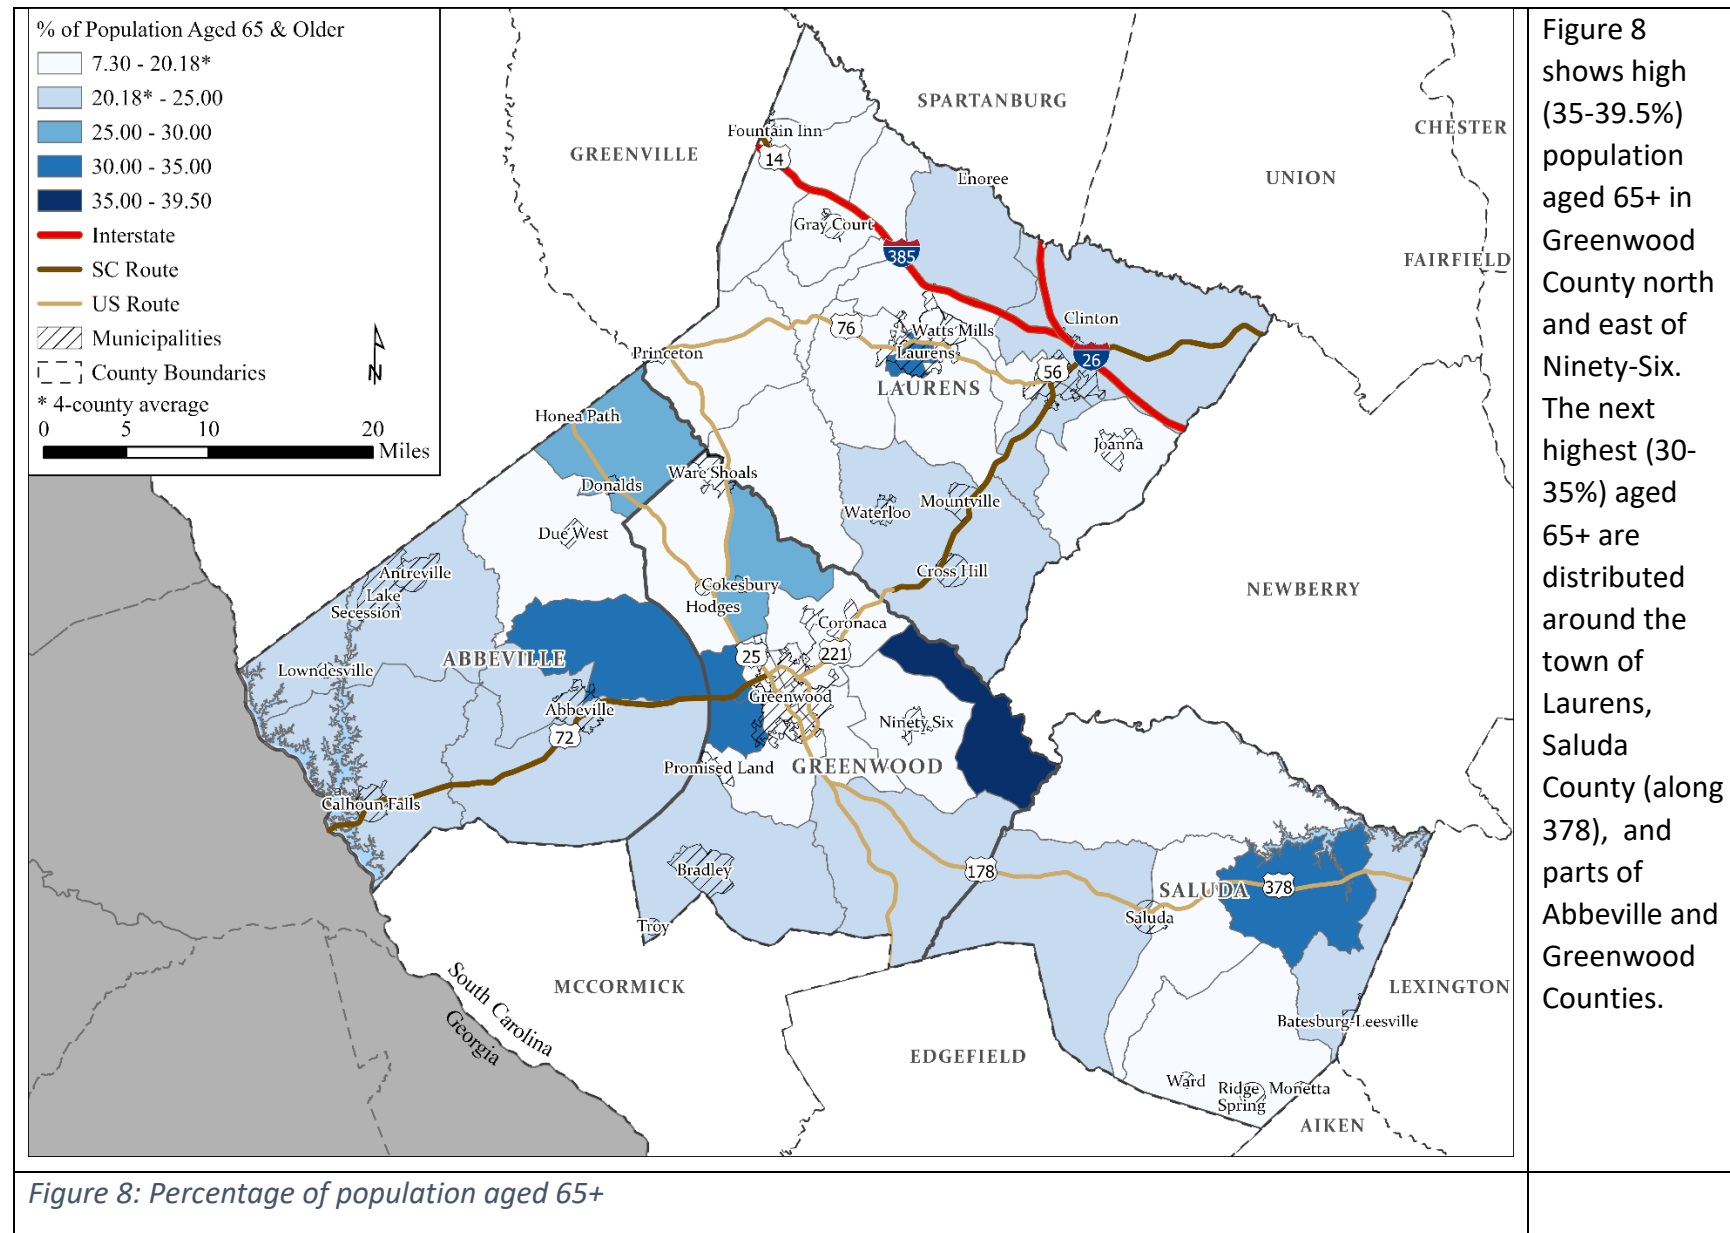 % of Population Aged 65 & Older
7.30 - 20.18*
20.18* - 25.00
25.00 - 30.00
30.00 - 35.00
35.00 - 39.50
Interstate
SC Route
US Route
Municipalities
County Boundaries
* 4-county average
N
0 5 10 20
Miles
SPARTANBURG
CHESTER
Fountain Inn
14
GREENVILLE
Enoree
UNION
Gray Court
385
FAIRFIELD
Clinton
76
Watts Mills
Princeton
Laurens
26
56
LAURENS
Honea Path
Joanna
Ware Shoals
Donalds
Mountville
Waterloo
Due West
Antreville
Cross Hill
Cokesbury
NEWBERRY
Lake
Secession
Hodges
Coronaca
25
221
ABBEVILLE
Lowndesville
Greenwood
Abbeville
Ninety Six
72
Promised Land
GREENWOOD
Calhoun Falls
Bradley
178
SALUDA
378
Saluda
Troy
South Carolina
Georgia
MCCORMICK
LEXINGTON
Batesburg-Leesville
EDGEFIELD
Ward
Ridge
Spring
Monetta
AIKEN
Figure 8
shows high
(35-39.5%)
population
aged 65+ in
Greenwood
County north
and east of
Ninety-Six.
The next
highest (30-
35%) aged
65+ are
distributed
around the
town of
Laurens,
Saluda
County (along
378),  and
parts of
Abbeville and
Greenwood
Counties.
Figure 8: Percentage of population aged 65+